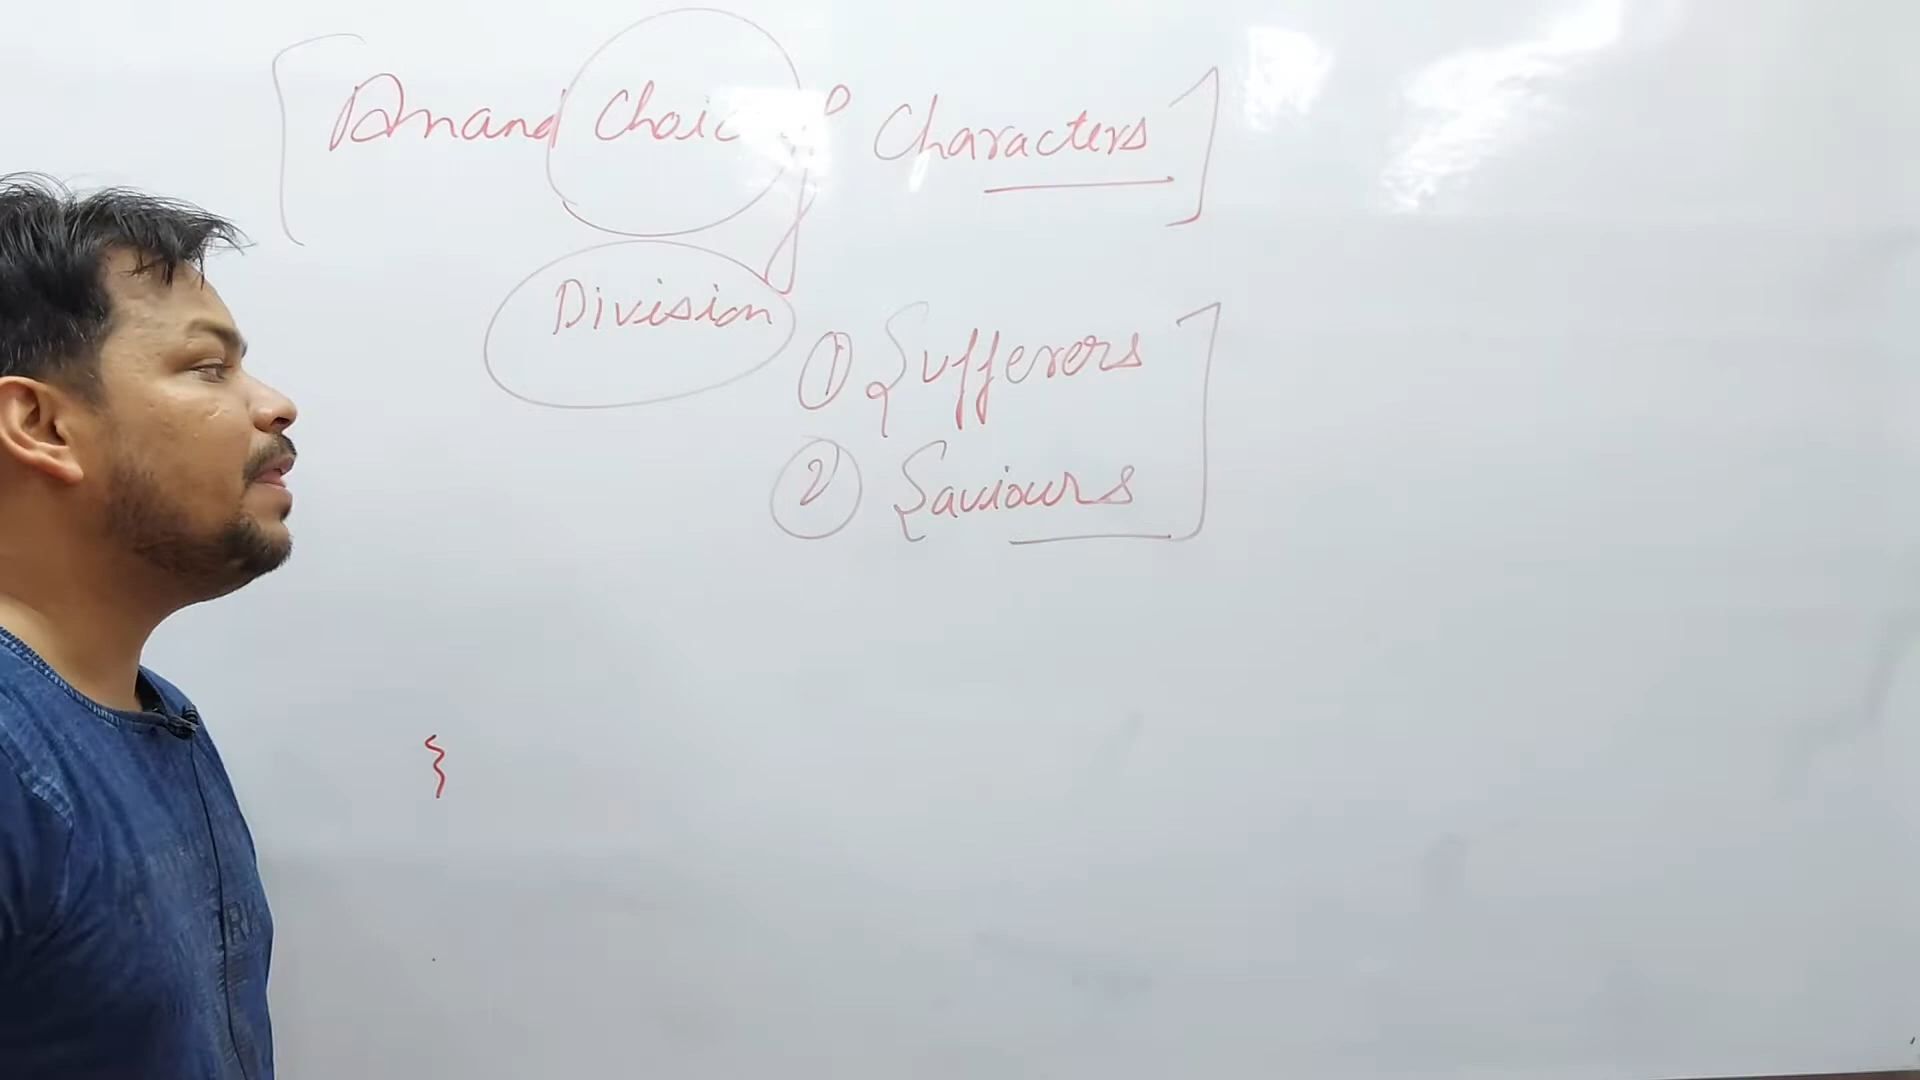 Anand Choice of Characters
Division
① Sufferers
② Saviours